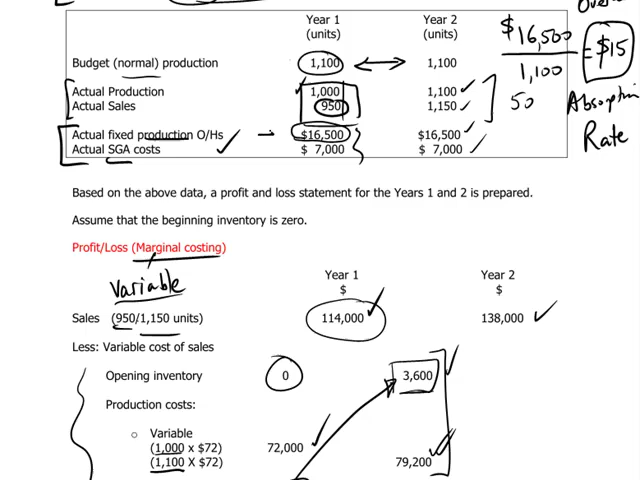 Year 1 Year 2
(units) (units)
$16,500 = $15
Budget (normal) production 1,100 1,100
1,100
Actual Production 1,000 1,100
50 Absorption
Actual Sales 950 1,150
Actual fixed production O/Hs $16,500 $16,500
Rate
Actual SGA costs $ 7,000 $ 7,000
Based on the above data, a profit and loss statement for the Years 1 and 2 is prepared.
Assume that the beginning inventory is zero.
Profit/Loss (Marginal costing)
Variable
Year 1 Year 2
$ $
Sales (950/1,150 units) 114,000 138,000
Less: Variable cost of sales
Opening inventory 0 3,600
Production costs:
o Variable
(1,000 X $72) 72,000
(1,100 X $72) 79,200